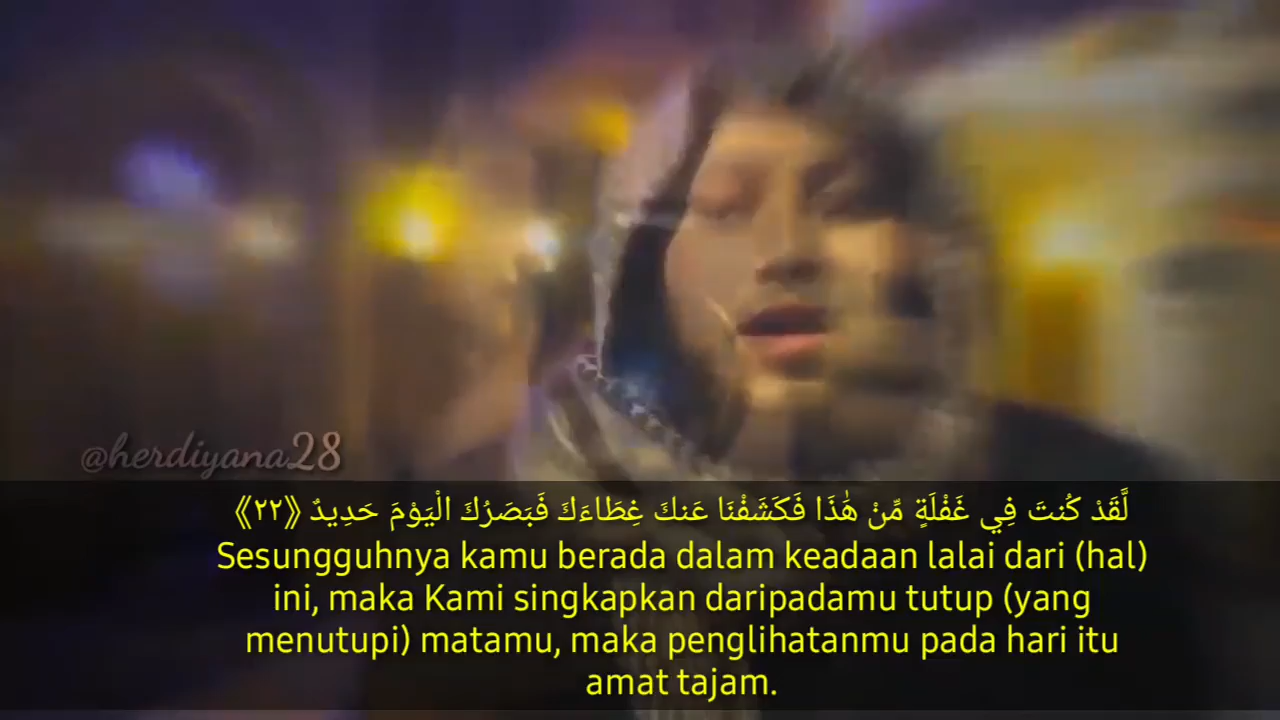 @herdiyana28
لَّقَدْ كُنتَ فِي غَفْلَةٍ مِّنْ هَٰذَا فَكَشَفْنَا عَنكَ غِطَاءَكَ فَبَصَرُكَ الْيَوْمَ حَدِيدٌ ﴿٢٢﴾
Sesungguhnya kamu berada dalam keadaan lalai dari (hal)
ini, maka Kami singkapkan daripadamu tutup (yang
menutupi) matamu, maka penglihatanmu pada hari itu
amat tajam.